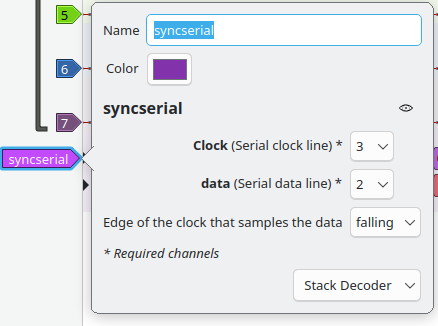 5
Name syncserial
6
Color
syncserial
7
Clock (Serial clock line) * 3
syncserial
data (Serial data line) * 2
Edge of the clock that samples the data falling
* Required channels
Stack Decoder